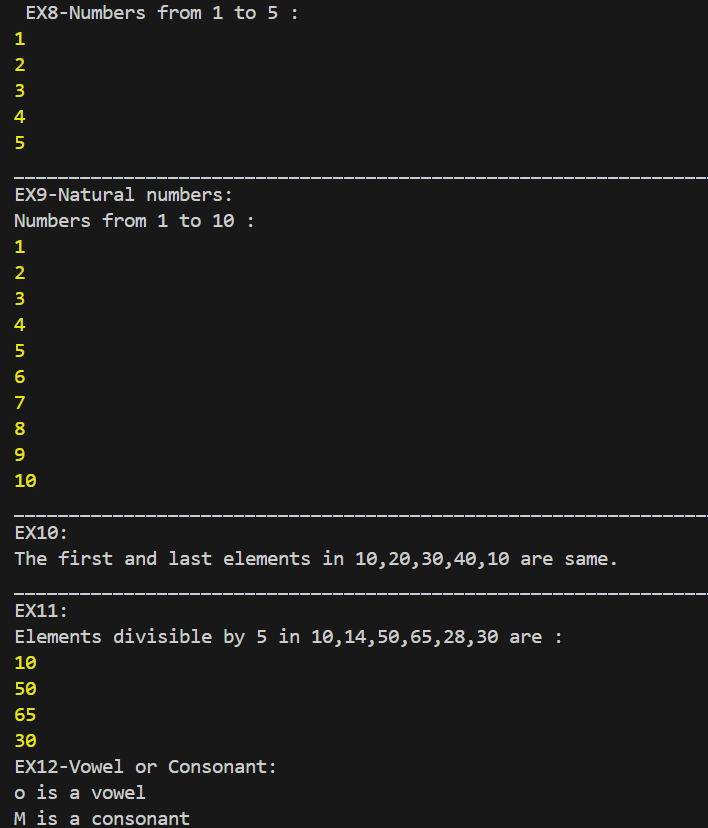 EX8-Numbers from 1 to 5 :
1
2
3
4
5
_______________________________________________________________
EX9-Natural numbers:
Numbers from 1 to 10 :
1
2
3
4
5
6
7
8
9
10
_______________________________________________________________
EX10:
The first and last elements in 10,20,30,40,10 are same.
_______________________________________________________________
EX11:
Elements divisible by 5 in 10,14,50,65,28,30 are :
10
50
65
30
EX12-Vowel or Consonant:
o is a vowel
M is a consonant